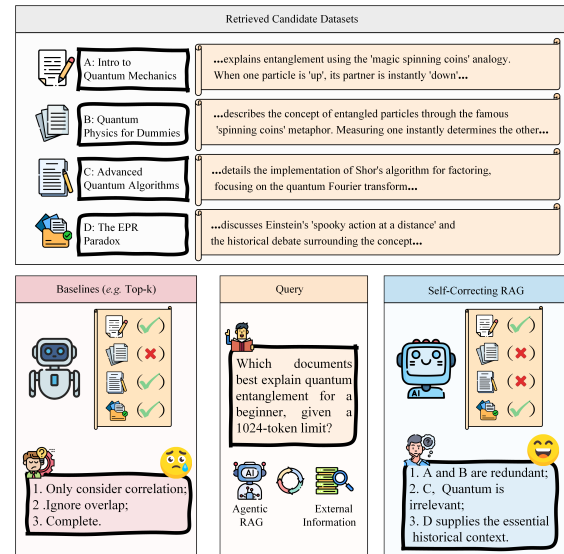 Retrieved Candidate Datasets
A: Intro to
Quantum Mechanics
...explains entanglement using the 'magic spinning coins' analogy.
When one particle is 'up', its partner is instantly 'down'...
B: Quantum
Physics for Dummies
...describes the concept of entangled particles through the famous
'spinning coins' metaphor. Measuring one instantly determines the other...
C: Advanced
Quantum Algorithms
...details the implementation of Shor's algorithm for factoring,
focusing on the quantum Fourier transform...
D: The EPR
Paradox
...discusses Einstein's 'spooky action at a distance' and
the historical debate surrounding the concept...
Baselines (e.g. Top-k)
1. Only consider correlation;
2 .Ignore overlap;
3. Complete.
Query
Which documents
best explain quantum
entanglement for a
beginner, given a
1024-token limit?
AI
Agentic
RAG
External
Information
Self-Correcting RAG
AI
1. A and B are redundant;
2. C, Quantum is
irrelevant;
3. D supplies the essential
historical context.